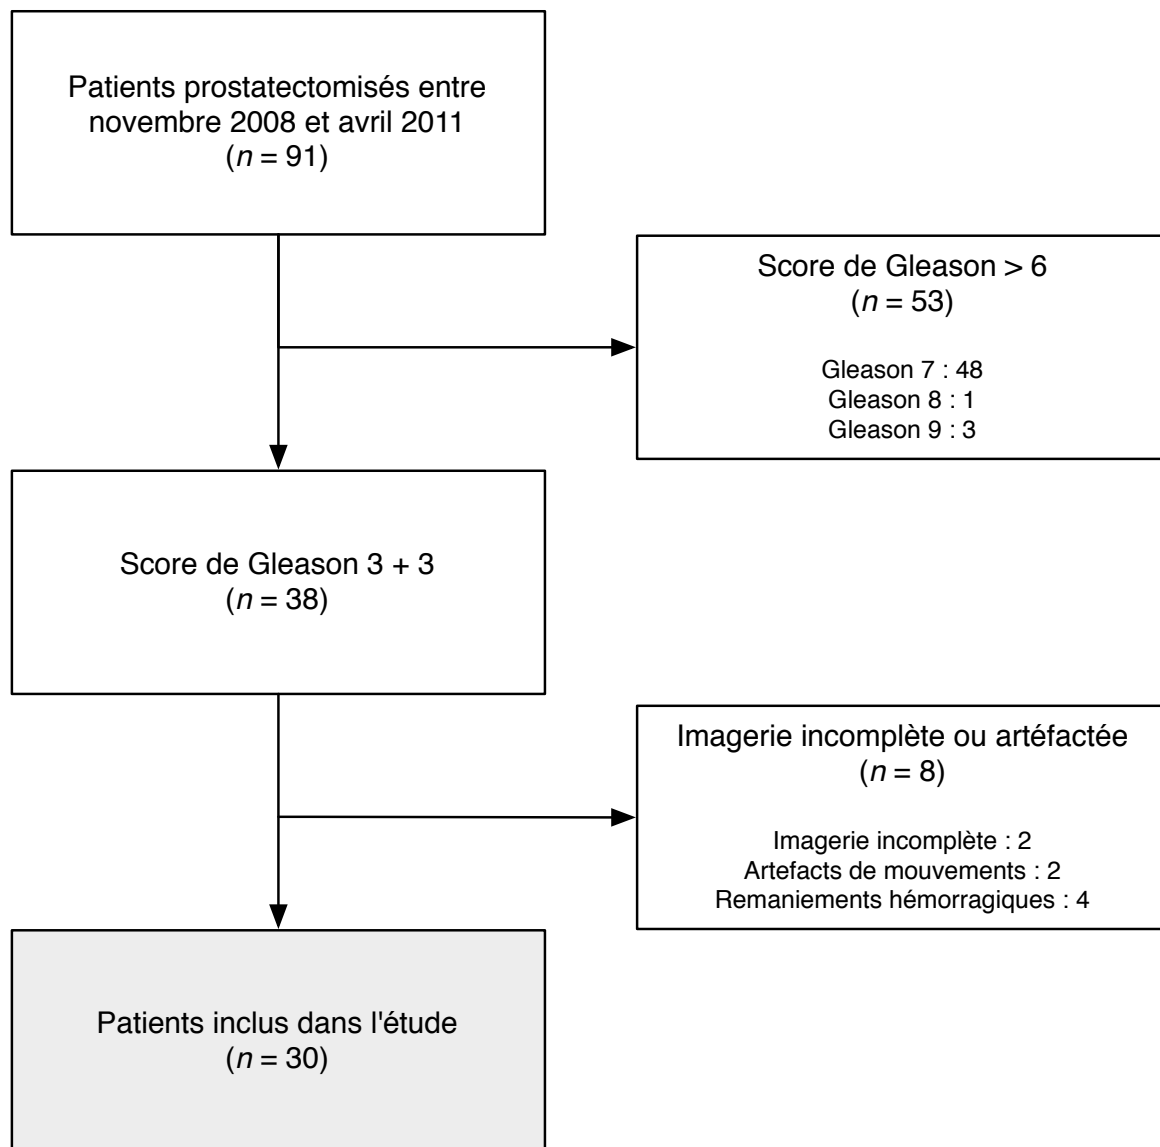 Patients prostatectomisés entre
novembre 2008 et avril 2011
(n = 91)
Score de Gleason > 6
(n = 53)
Gleason 7 : 48
Gleason 8 : 1
Gleason 9 : 3
Score de Gleason 3 + 3
(n = 38)
Imagerie incomplète ou artéfactée
(n = 8)
Imagerie incomplète : 2
Artefacts de mouvements : 2
Remaniements hémorragiques : 4
Patients inclus dans l'étude
(n = 30)